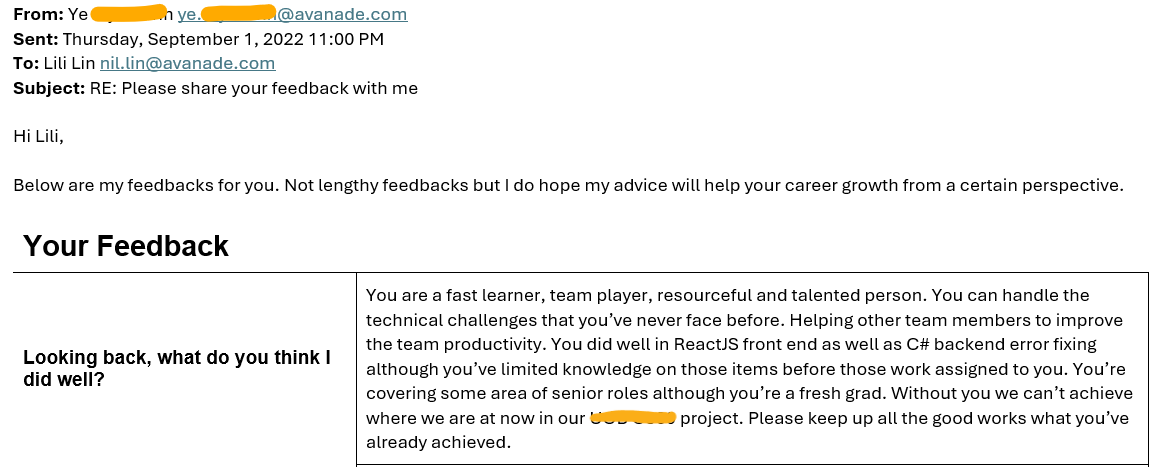 From: Ye n ye. @avanade.com
Sent: Thursday, September 1, 2022 11:00 PM
To: Lili Lin nil.lin@avanade.com
Subject: RE: Please share your feedback with me
Hi Lili,
Below are my feedbacks for you. Not lengthy feedbacks but I do hope my advice will help your career growth from a certain perspective.
Your Feedback
Looking back, what do you think I
did well?
You are a fast learner, team player, resourceful and talented person. You can handle the
technical challenges that you've never face before. Helping other team members to improve
the team productivity. You did well in ReactJS front end as well as C# backend error fixing
although you've limited knowledge on those items before those work assigned to you. You're
covering some area of senior roles although you're a fresh grad. Without you we can't achieve
where we are at now in our project. Please keep up all the good works what you've
already achieved.